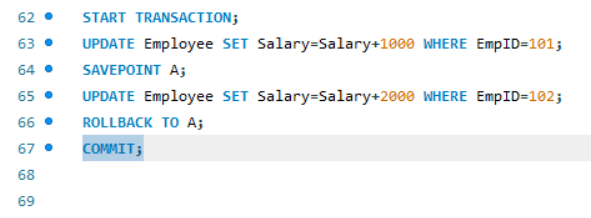 62 START TRANSACTION;
63 UPDATE Employee SET Salary=Salary+1000 WHERE EmpID=101;
64 SAVEPOINT A;
65 UPDATE Employee SET Salary=Salary+2000 WHERE EmpID=102;
66 ROLLBACK TO A;
67 COMMIT;
68
69